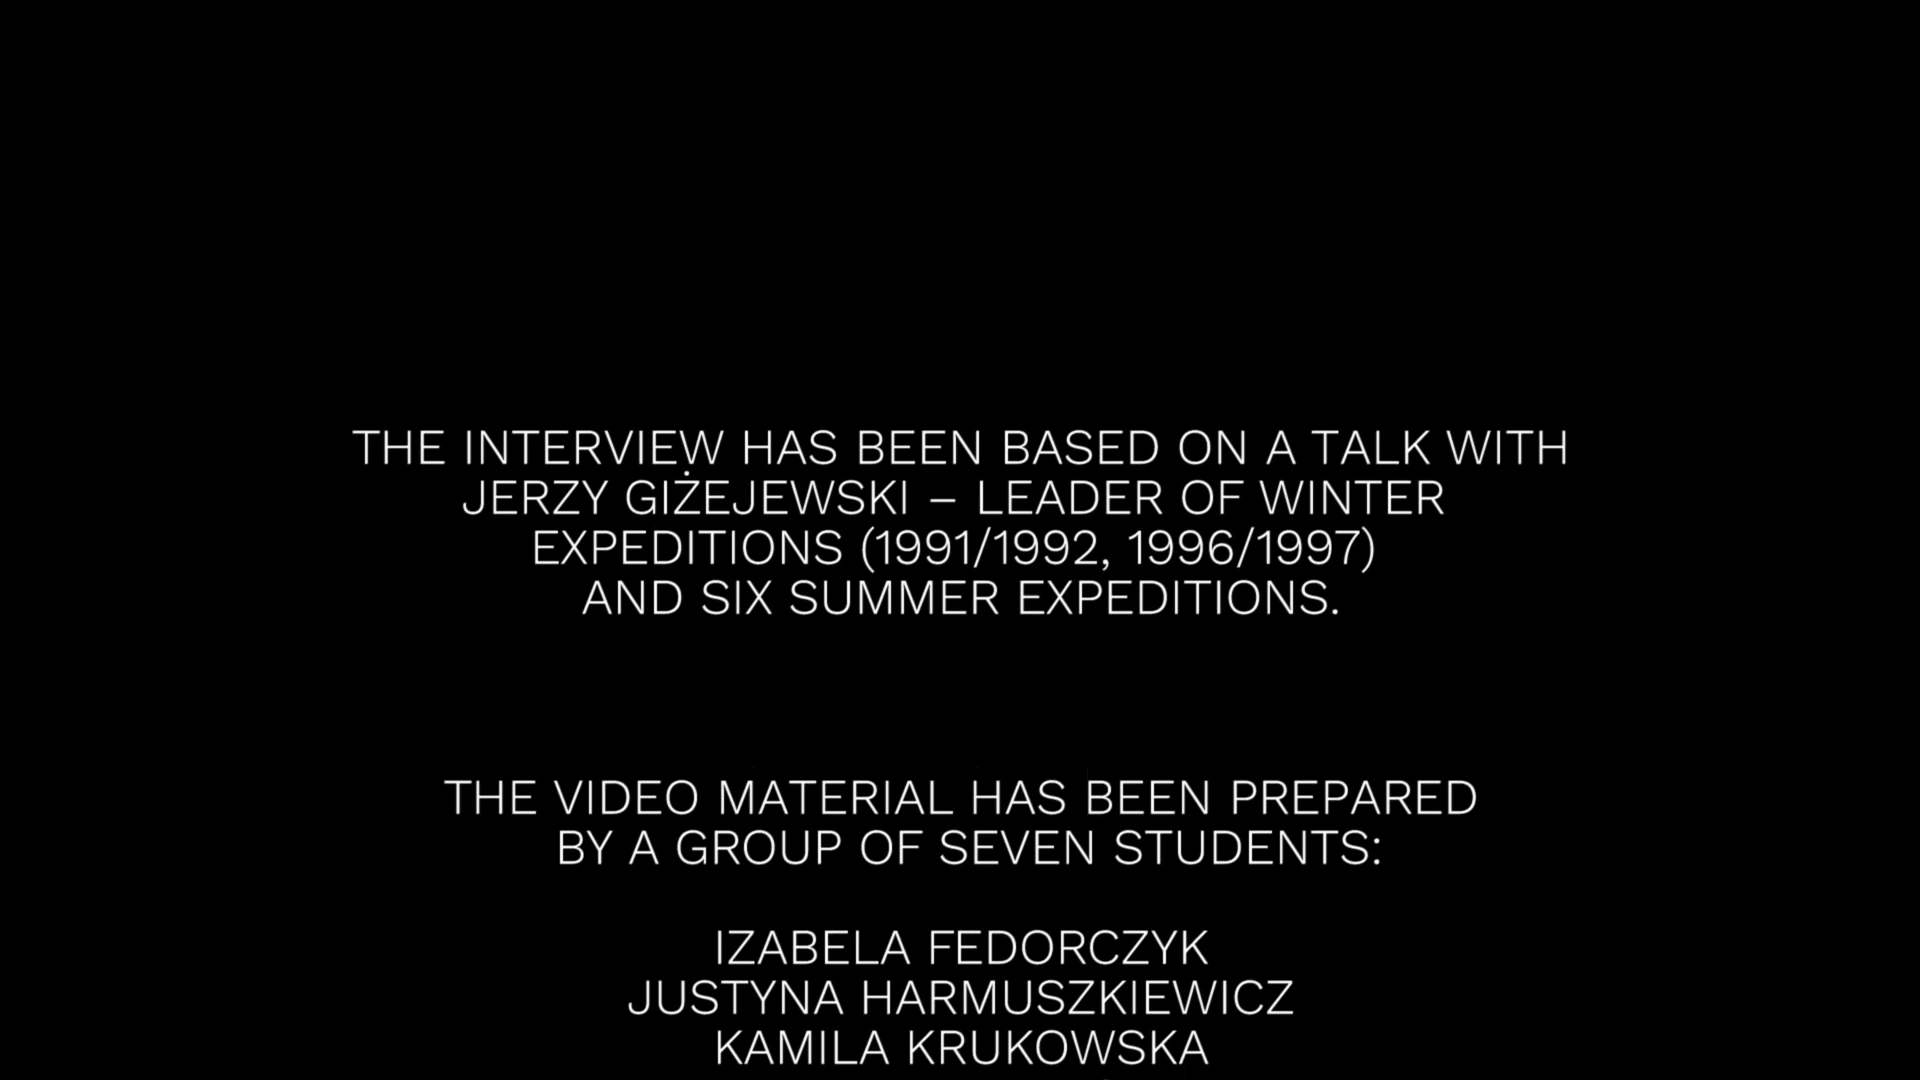 THE INTERVIEW HAS BEEN BASED ON A TALK WITH
JERZY GIŻEJEWSKI – LEADER OF WINTER
EXPEDITIONS (1991/1992, 1996/1997)
AND SIX SUMMER EXPEDITIONS.
THE VIDEO MATERIAL HAS BEEN PREPARED
BY A GROUP OF SEVEN STUDENTS:
IZABELA FEDORCZYK
JUSTYNA HARMUSZKIEWICZ
KAMILA KRUKOWSKA